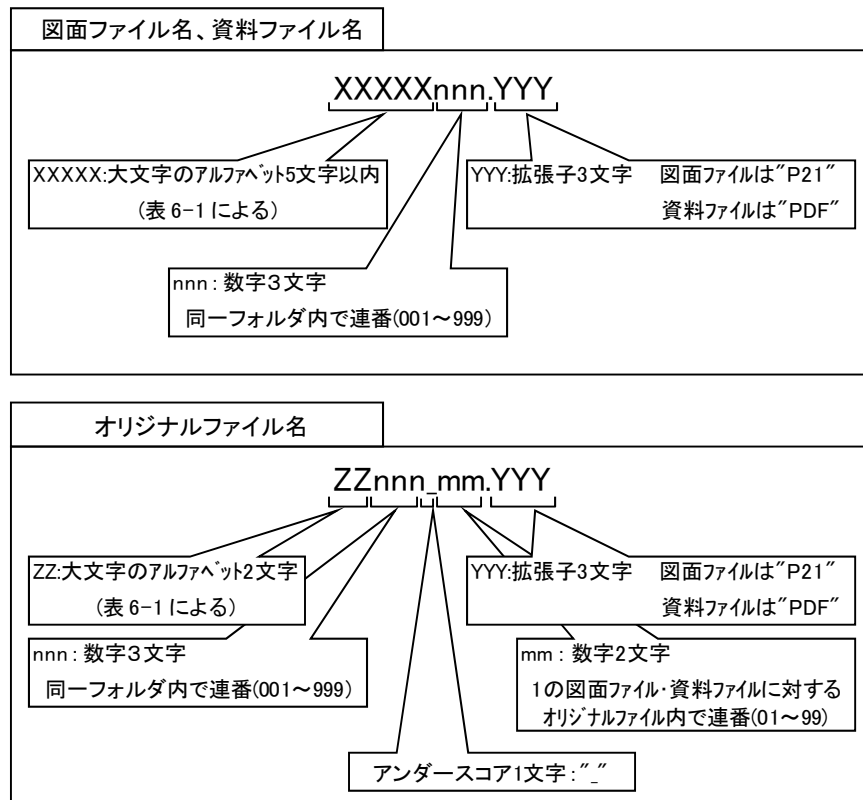 図面ファイル名、資料ファイル名
XXXXXnnn.YYY
XXXXX:大文字のアルファベット5文字以内
(表 6-1 による)
YYY:拡張子3文字　図面ファイルは"P21"
資料ファイルは"PDF"
nnn : 数字3文字
同一フォルダ内で連番(001～999)
オリジナルファイル名
ZZnnn_mm.YYY
ZZ:大文字のアルファベット2文字
(表 6-1 による)
YYY:拡張子3文字　図面ファイルは"P21"
資料ファイルは"PDF"
nnn : 数字3文字
同一フォルダ内で連番(001～999)
mm : 数字2文字
1の図面ファイル・資料ファイルに対する
オリジナルファイル内で連番(01～99)
アンダースコア1文字:"_"